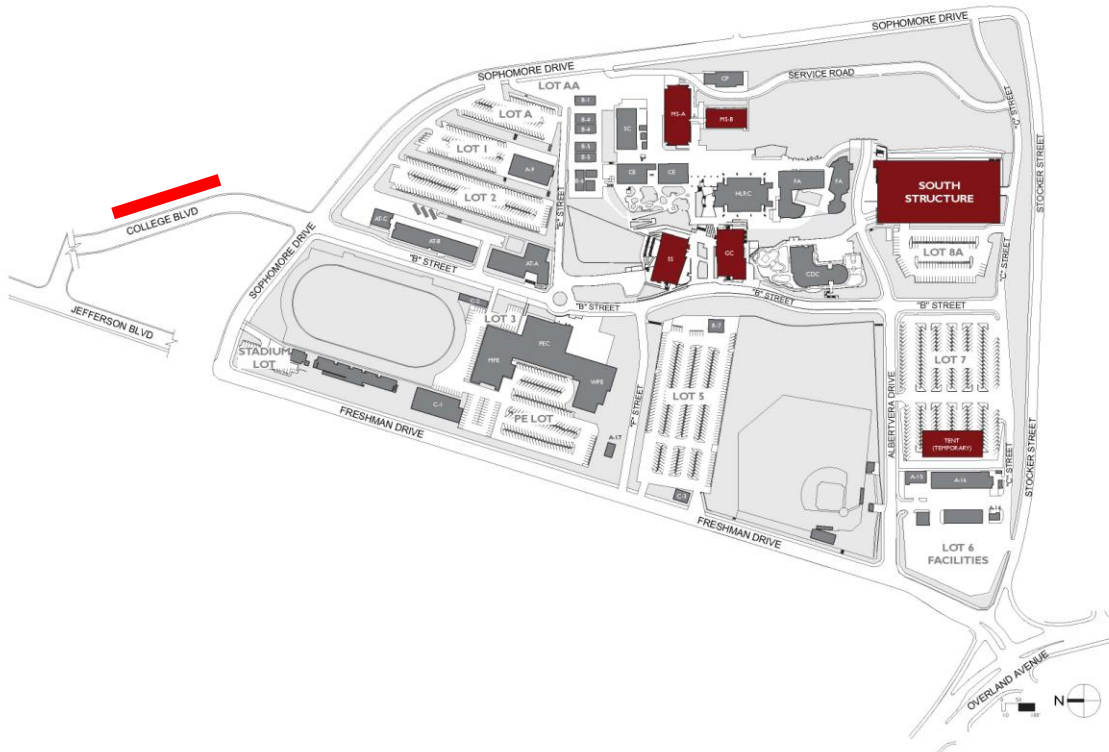 SOPHOMORE DRIVE
SOPHOMORE DRIVE
SERVICE ROAD
"C" STREET
STOCKER STREET
LOT AA
CP
MS-A
MS-B
B-1
LOT A
SC
LOT 1
A-9
CE
CE
HLRC
FA
FA
SOUTH
STRUCTURE
LOT 2
"E" STREET
COLLEGE BLVD
AT-C
AT-B
AT-A
SS
GC
CDC
LOT 8A
"C" STREET
SOPHOMORE DRIVE
"B" STREET
"B" STREET
"B" STREET
"B" STREET
JEFFERSON BLVD
LOT 3
PEC
B-7
LOT 7
STADIUM
LOT
WPE
"F" STREET
LOT 5
ALBERTVERA DRIVE
C-1
PE LOT
FRESHMAN DRIVE
A-17
TENT
(TEMPORARY)
"C" STREET
STOCKER STREET
A-15
A-16
FRESHMAN DRIVE
LOT 6
FACILITIES
OVERLAND AVENUE
N